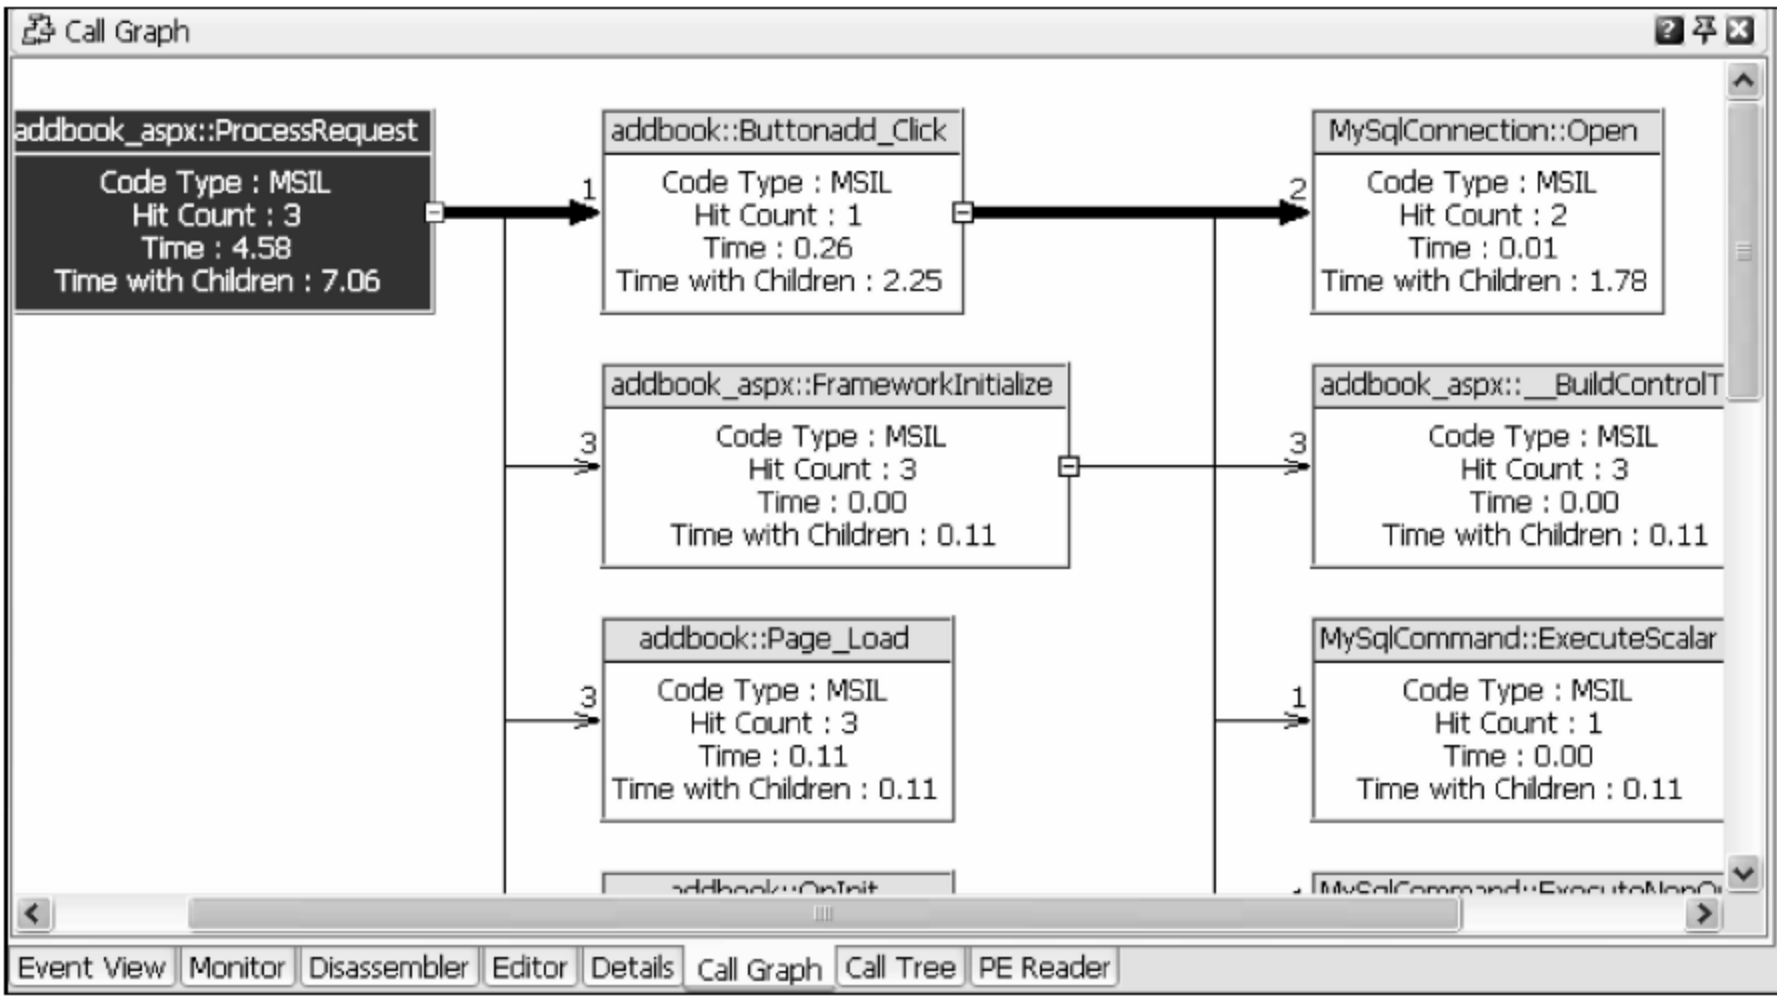 Call Graph
addbook_aspx::ProcessRequest
Code Type : MSIL
Hit Count : 3
Time : 4.58
Time with Children : 7.06
1
addbook::Buttonadd_Click
Code Type : MSIL
Hit Count : 1
Time : 0.26
Time with Children : 2.25
2
MySqlConnection::Open
Code Type : MSIL
Hit Count : 2
Time : 0.01
Time with Children : 1.78
3
addbook_aspx::FrameworkInitialize
Code Type : MSIL
Hit Count : 3
Time : 0.00
Time with Children : 0.11
3
addbook_aspx::__BuildControlT
Code Type : MSIL
Hit Count : 3
Time : 0.00
Time with Children : 0.11
3
addbook::Page_Load
Code Type : MSIL
Hit Count : 3
Time : 0.11
Time with Children : 0.11
1
MySqlCommand::ExecuteScalar
Code Type : MSIL
Hit Count : 1
Time : 0.00
Time with Children : 0.11
addbook::OnInit
MySqlCommand::ExecuteNonQu
Event View
Monitor
Disassembler
Editor
Details
Call Graph
Call Tree
PE Reader